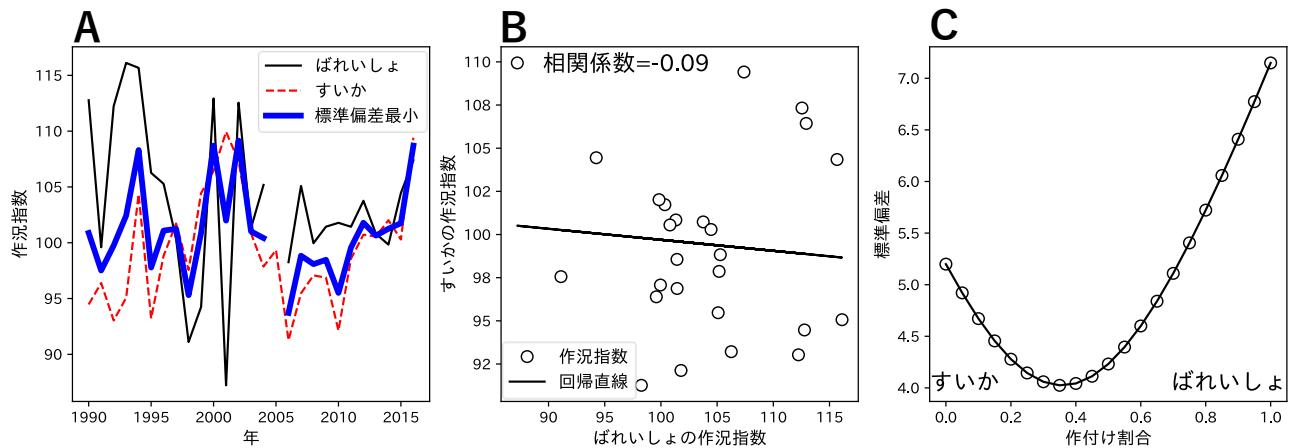 A
作況指数
115
110
105
100
95
90
1990
1995
2000
2005
2010
2015
年
ばれいしょ
すいか
標準偏差最小
B
すいかの作況指数
110
108
105
102
100
98
95
92
90
95
100
105
110
115
ばれいしょの作況指数
相関係数=-0.09
作況指数
回帰直線
C
標準偏差
7.0
6.5
6.0
5.5
5.0
4.5
4.0
0.0
0.2
0.4
0.6
0.8
1.0
作付け割合
すいか
ばれいしょ